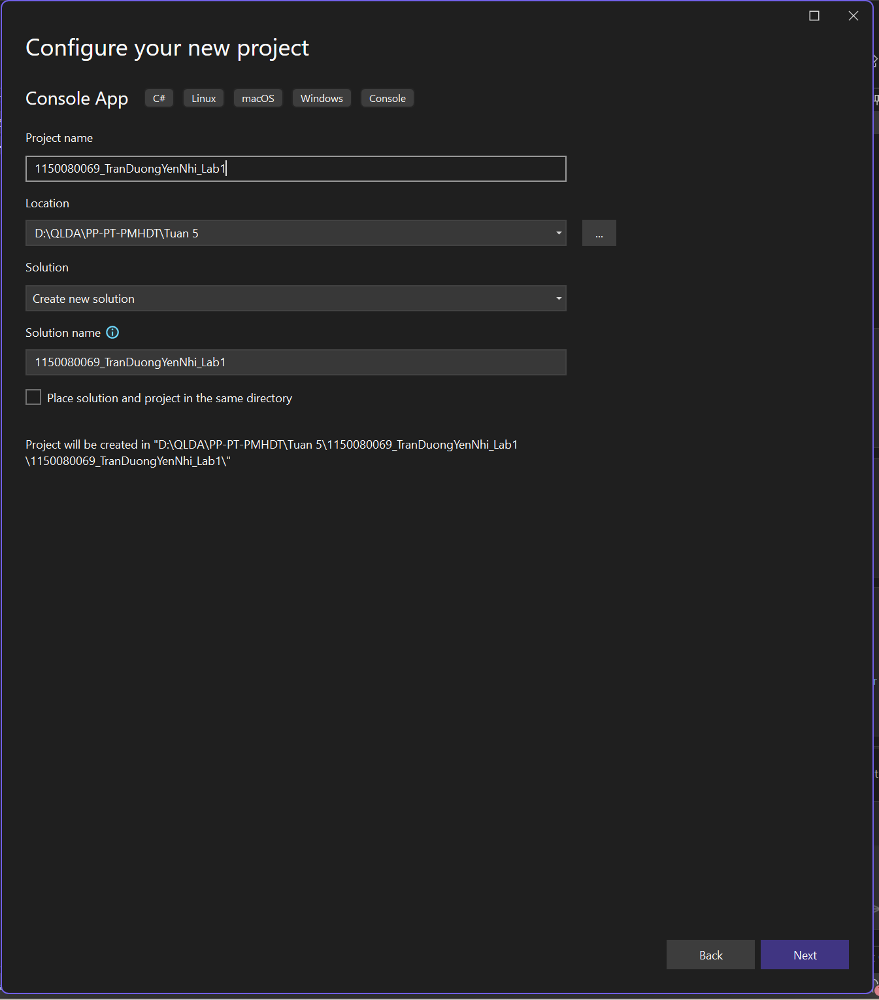 Configure your new project
Console App C# Linux macOS Windows Console
Project name
1150080069_TranDuongYenNhi_Lab1
Location
D:\QLDA\PP-PT-PMHDT\Tuan 5
...
Solution
Create new solution
Solution name
1150080069_TranDuongYenNhi_Lab1
Place solution and project in the same directory
Project will be created in "D:\QLDA\PP-PT-PMHDT\Tuan 5\1150080069_TranDuongYenNhi_Lab1
\1150080069_TranDuongYenNhi_Lab1\"
Back Next